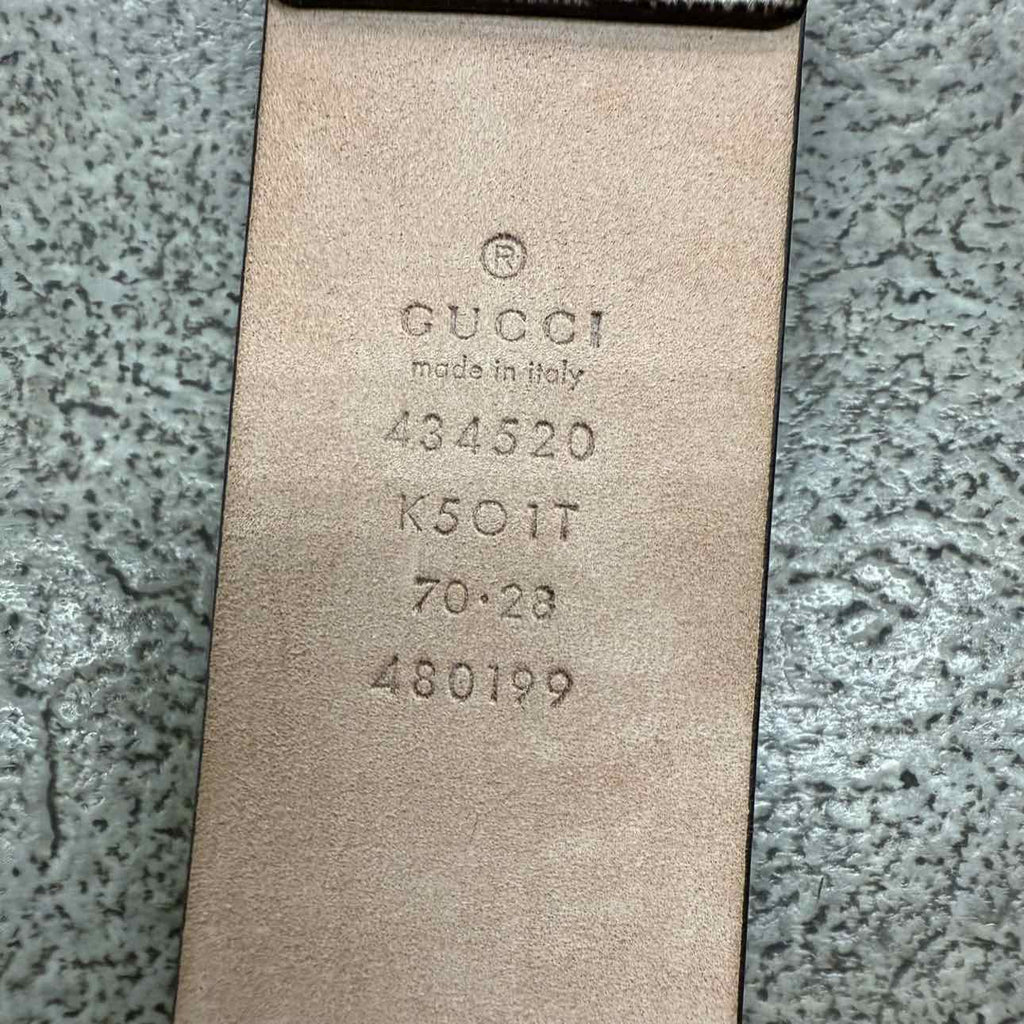 ®
GUCCI
made in italy
434520
K5O1T
70·28
480199